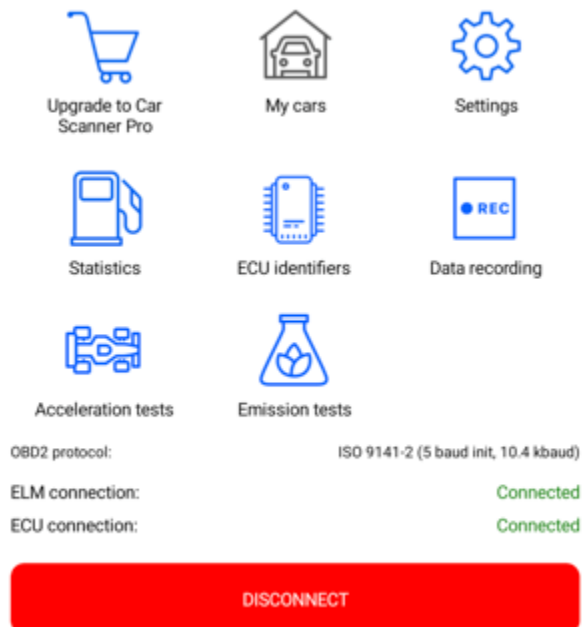 Upgrade to Car
Scanner Pro
My cars
Settings
REC
Statistics
ECU identifiers
Data recording
Acceleration tests
Emission tests
OBD2 protocol: ISO 9141-2 (5 baud init, 10.4 kbaud)
ELM connection: Connected
ECU connection: Connected
DISCONNECT